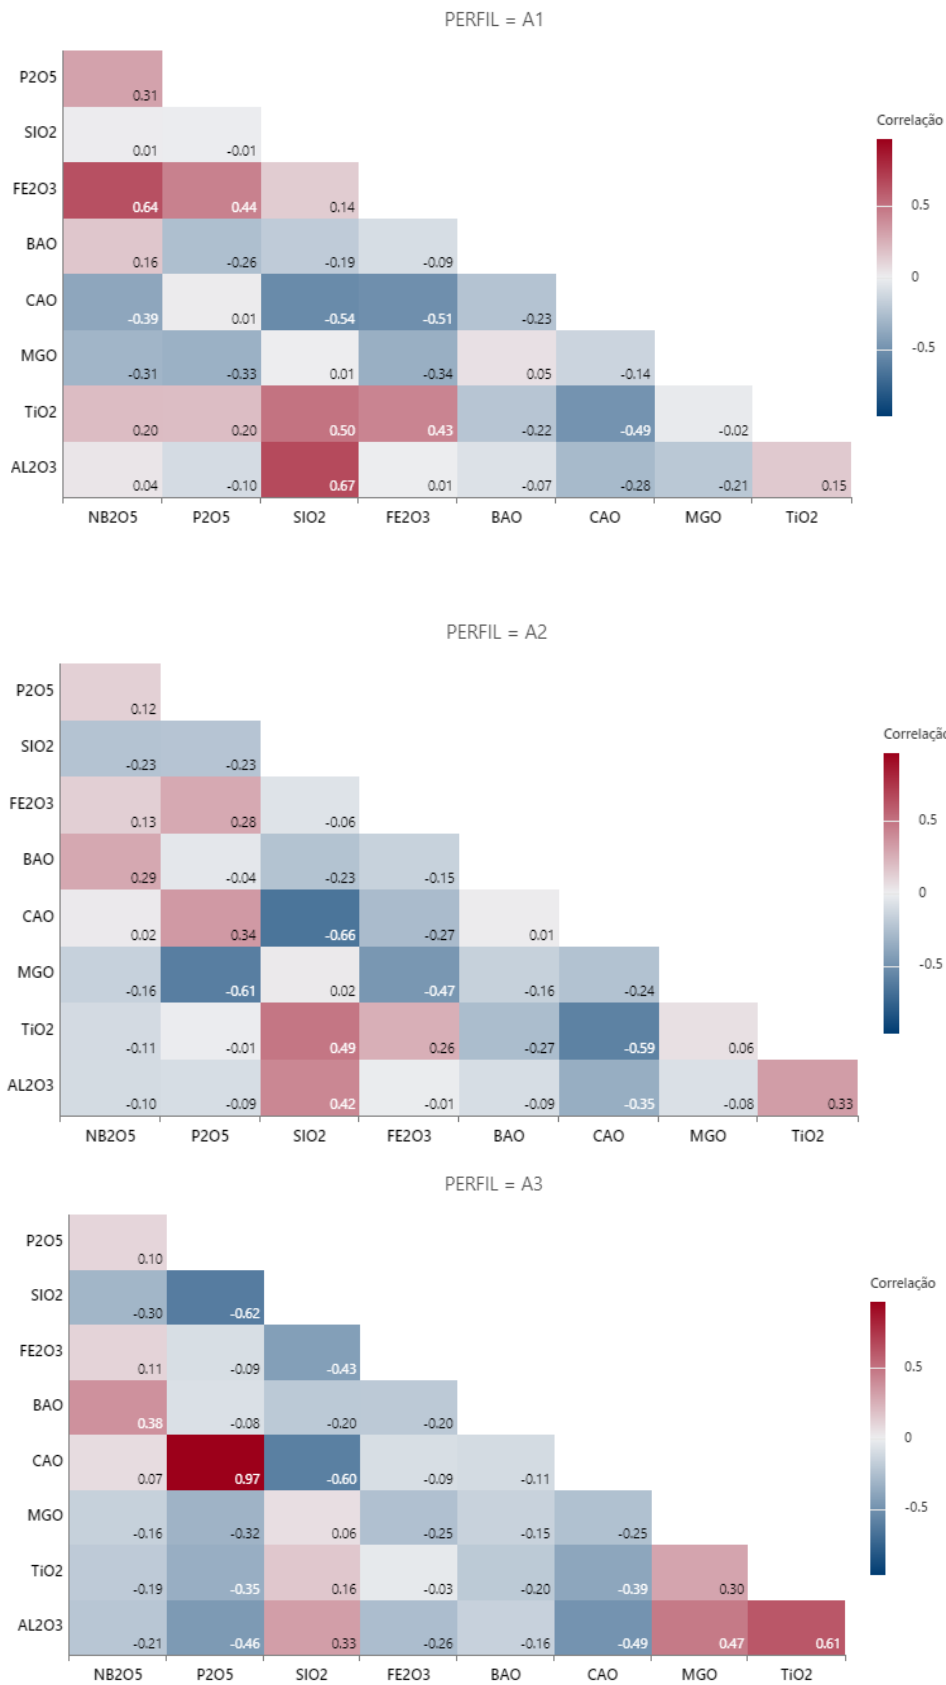 PERFIL = A1
Correlação
P2O5 0.31
SIO2 0.01 -0.01
FE2O3 0.64 0.44 0.14
0.5
BAO 0.16 -0.26 -0.19 -0.09
0
CAO -0.39 0.01 -0.54 -0.51 -0.23
MGO -0.31 -0.33 0.01 -0.34 0.05 -0.14
-0.5
TiO2 0.20 0.20 0.50 0.43 -0.22 -0.49 -0.02
AL2O3 0.04 -0.10 0.67 0.01 -0.07 -0.28 -0.21 0.15
NB2O5 P2O5 SIO2 FE2O3 BAO CAO MGO TiO2
PERFIL = A2
Correlação
P2O5 0.12
SIO2 -0.23 -0.23
FE2O3 0.13 0.28 -0.06
0.5
BAO 0.29 -0.04 -0.23 -0.15
0
CAO 0.02 0.34 -0.66 -0.27 0.01
MGO -0.16 -0.61 0.02 -0.47 -0.16 -0.24
-0.5
TiO2 -0.11 -0.01 0.49 0.26 -0.27 -0.59 0.06
AL2O3 -0.10 -0.09 0.42 -0.01 -0.09 -0.35 -0.08 0.33
NB2O5 P2O5 SIO2 FE2O3 BAO CAO MGO TiO2
PERFIL = A3
Correlação
P2O5 0.10
SIO2 -0.30 -0.62
FE2O3 0.11 -0.09 -0.43
0.5
BAO 0.38 -0.08 -0.20 -0.20
0
CAO 0.07 0.97 -0.60 -0.09 -0.11
MGO -0.16 -0.32 0.06 -0.25 -0.15 -0.25
-0.5
TiO2 -0.19 -0.35 0.16 -0.03 -0.20 -0.39 0.30
AL2O3 -0.21 -0.46 0.33 -0.26 -0.16 -0.49 0.47 0.61
NB2O5 P2O5 SIO2 FE2O3 BAO CAO MGO TiO2